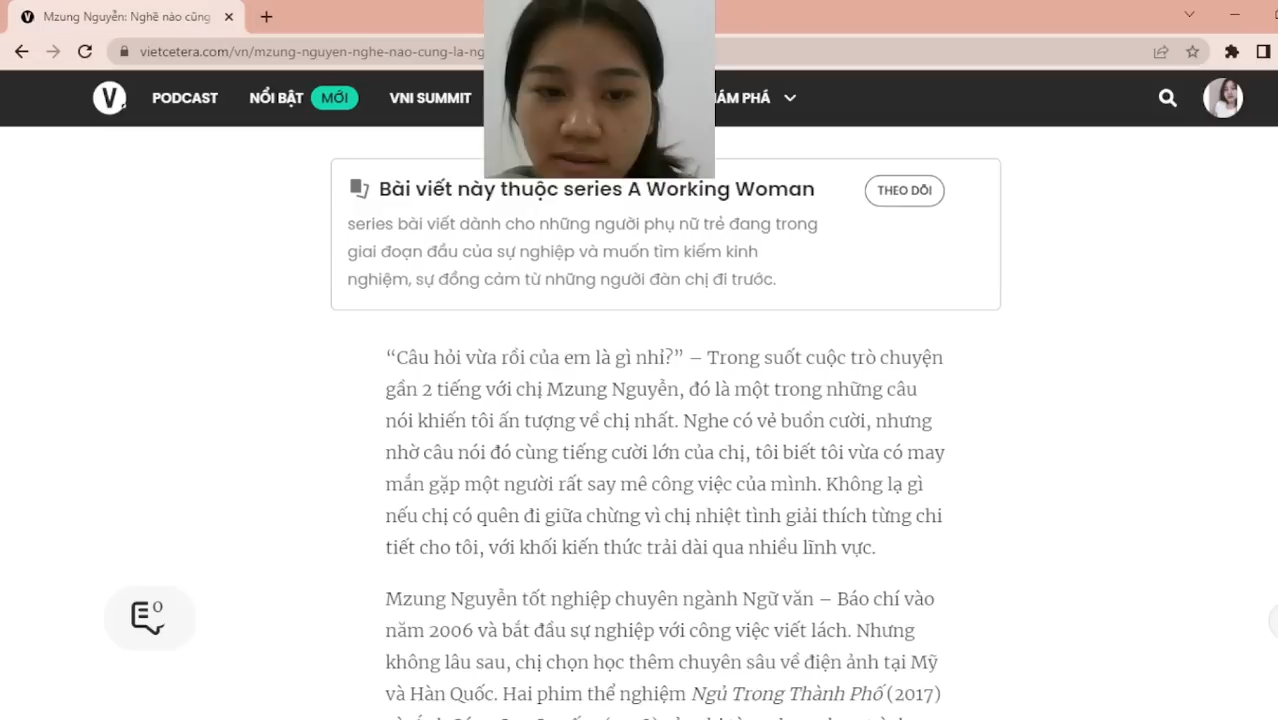 Mzung Nguyễn: Nghề nào cũng
vietcetera.com/vn/mzung-nguyen-nghe-nao-cung-la-ng
V. PODCAST NỔI BẬT MỚI VNI SUMMIT ÁM PHÁ
Bài viết này thuộc series A Working Woman
THEO DÕI
series bài viết dành cho những người phụ nữ trẻ đang trong
giai đoạn đầu của sự nghiệp và muốn tìm kiếm kinh
nghiệm, sự đồng cảm từ những người đàn chị đi trước.
“Câu hỏi vừa rồi của em là gì nhỉ?” – Trong suốt cuộc trò chuyện
gần 2 tiếng với chị Mzung Nguyễn, đó là một trong những câu
nói khiến tôi ấn tượng về chị nhất. Nghe có vẻ buồn cười, nhưng
nhờ câu nói đó cùng tiếng cười lớn của chị, tôi biết tôi vừa có may
mắn gặp một người rất say mê công việc của mình. Không lạ gì
nếu chị có quên đi giữa chừng vì chị nhiệt tình giải thích từng chi
tiết cho tôi, với khối kiến thức trải dài qua nhiều lĩnh vực.
0
Mzung Nguyễn tốt nghiệp chuyên ngành Ngữ văn – Báo chí vào
năm 2006 và bắt đầu sự nghiệp với công việc viết lách. Nhưng
không lâu sau, chị chọn học thêm chuyên sâu về điện ảnh tại Mỹ
và Hàn Quốc. Hai phim thể nghiệm Ngủ Trong Thành Phố (2017)